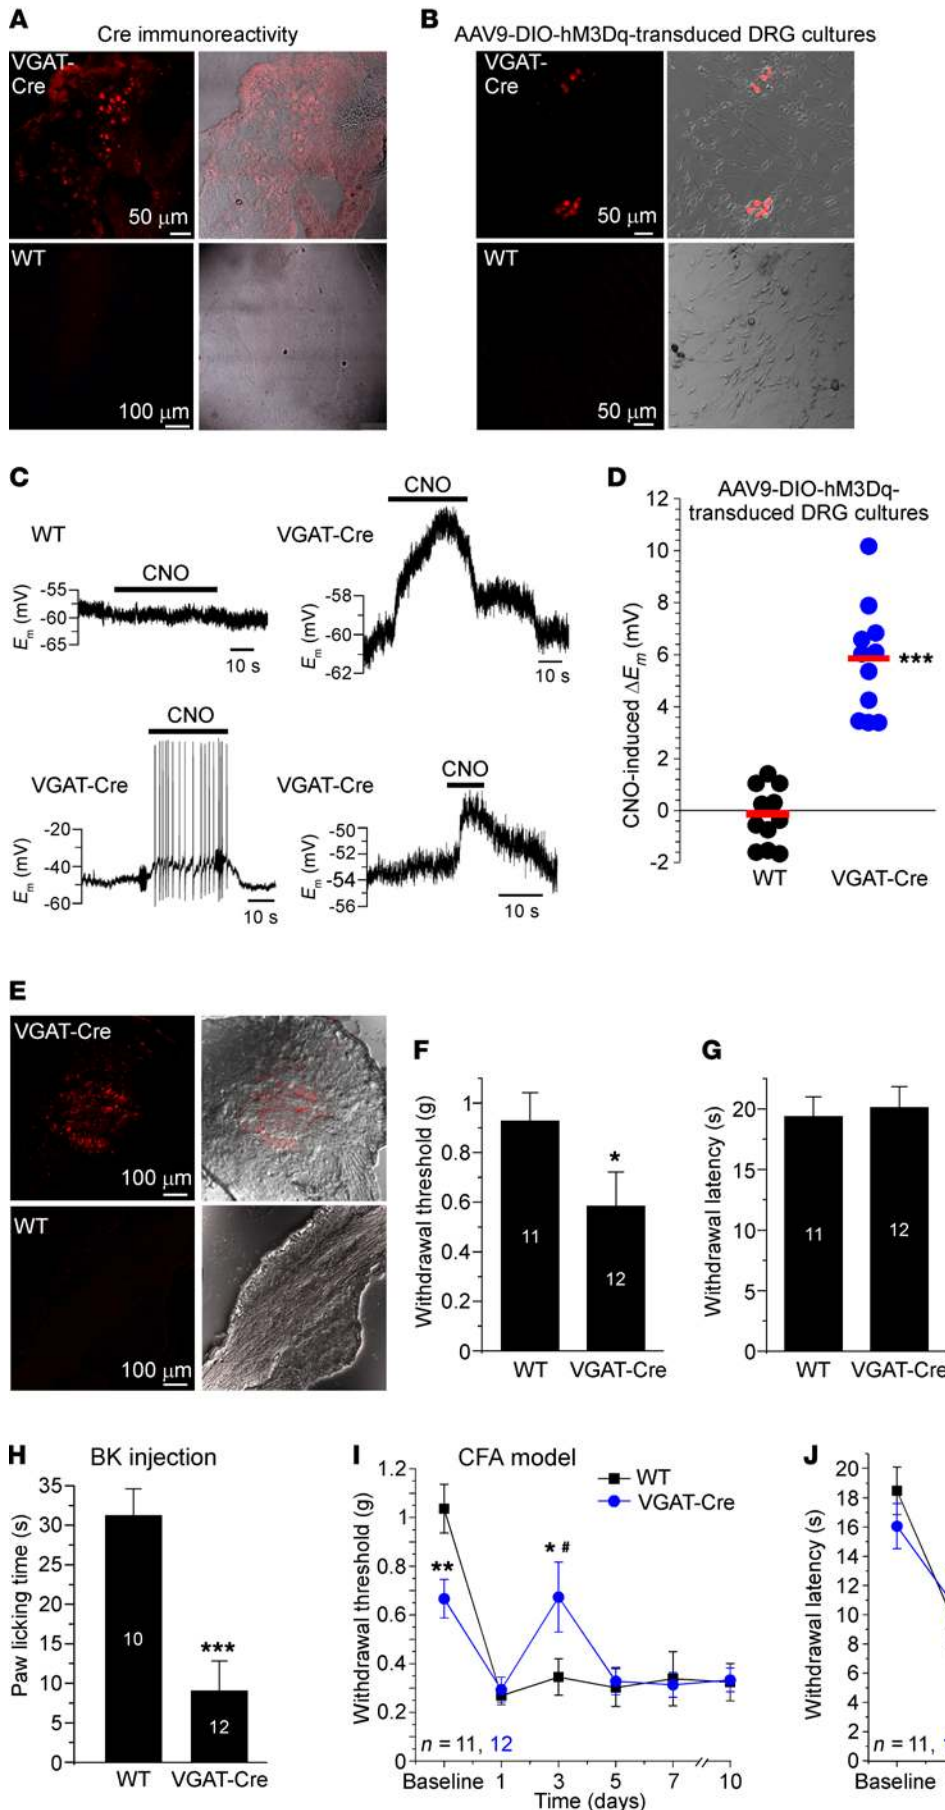 A
Cre immunoreactivity
VGAT-
Cre
50 μm
WT
100 μm
B
AAV9-DIO-hM3Dq-transduced DRG cultures
VGAT-
Cre
50 μm
WT
50 μm
C
WT
CNO
-55
-60
-65
Em (mV)
10 s
VGAT-Cre
CNO
-58
-60
-62
Em (mV)
10 s
VGAT-Cre
CNO
-20
-40
-60
Em (mV)
10 s
VGAT-Cre
CNO
-50
-52
-54
-56
Em (mV)
10 s
D
AAV9-DIO-hM3Dq-
transduced DRG cultures
CNO-induced ΔEm (mV)
12
10
8
6
4
2
0
-2
***
WT
VGAT-Cre
E
VGAT-Cre
100 μm
WT
100 μm
F
Withdrawal threshold (g)
1
0.8
0.6
0.4
0.2
0
*
11
12
WT
VGAT-Cre
G
Withdrawal latency (s)
20
15
10
5
0
11
12
WT
VGAT-Cre
H
BK injection
Paw licking time (s)
35
30
25
20
15
10
5
0
10
***
12
WT
VGAT-Cre
I
CFA model
Withdrawal threshold (g)
1.2
1
0.8
0.6
0.4
0.2
0
WT
VGAT-Cre
**
* #
n = 11, 12
Baseline 1 3 5 7 10
Time (days)
J
Withdrawal latency (s)
20
18
16
14
12
10
8
6
4
2
0
n = 11,
Baseline